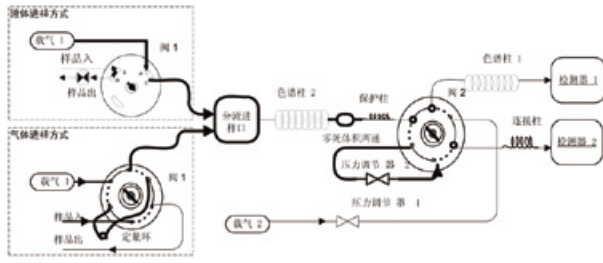 液体进样方式
载气 1
阀 1
样品入
样品出
气体进样方式
载气 1
阀 1
样品入
样品出
定量环
分流进样口
色谱柱 2
保护柱
零死体积两通
压力调节器 2
阀 2
色谱柱 1
检测器 1
连接柱
检测器 2
压力调节器 1
载气 2